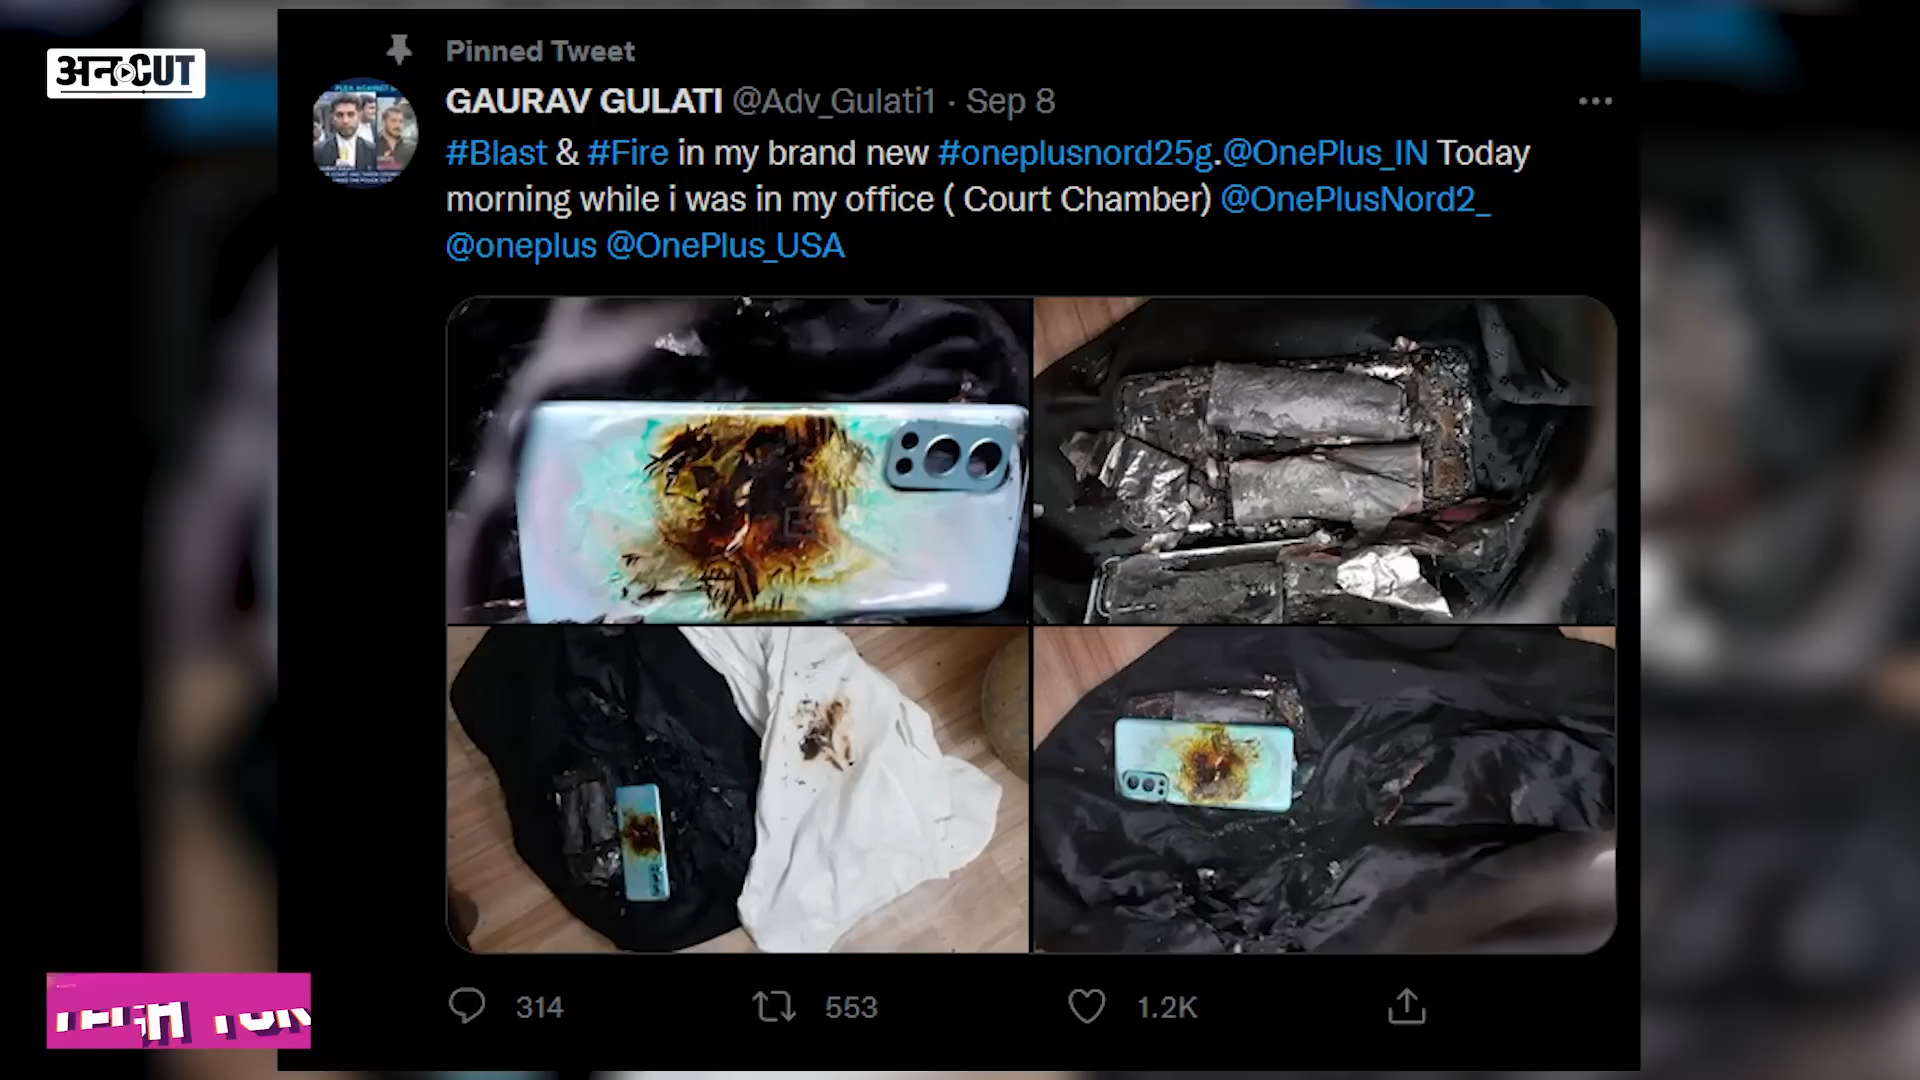 अनCUT
Pinned Tweet
GAURAV GULATI @Adv_Gulati1 · Sep 8
#Blast & #Fire in my brand new #oneplusnord25g.@OnePlus_IN Today
morning while i was in my office ( Court Chamber) @OnePlusNord2_
@oneplus @OnePlus_USA
314 553 1.2K